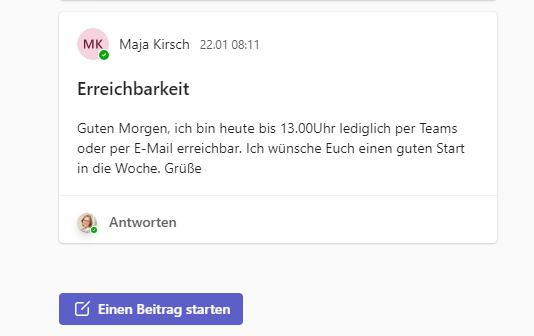 MK Maja Kirsch 22.01 08:11
Erreichbarkeit
Guten Morgen, ich bin heute bis 13.00Uhr lediglich per Teams
oder per E-Mail erreichbar. Ich wünsche Euch einen guten Start
in die Woche. Grüße
Antworten
Einen Beitrag starten